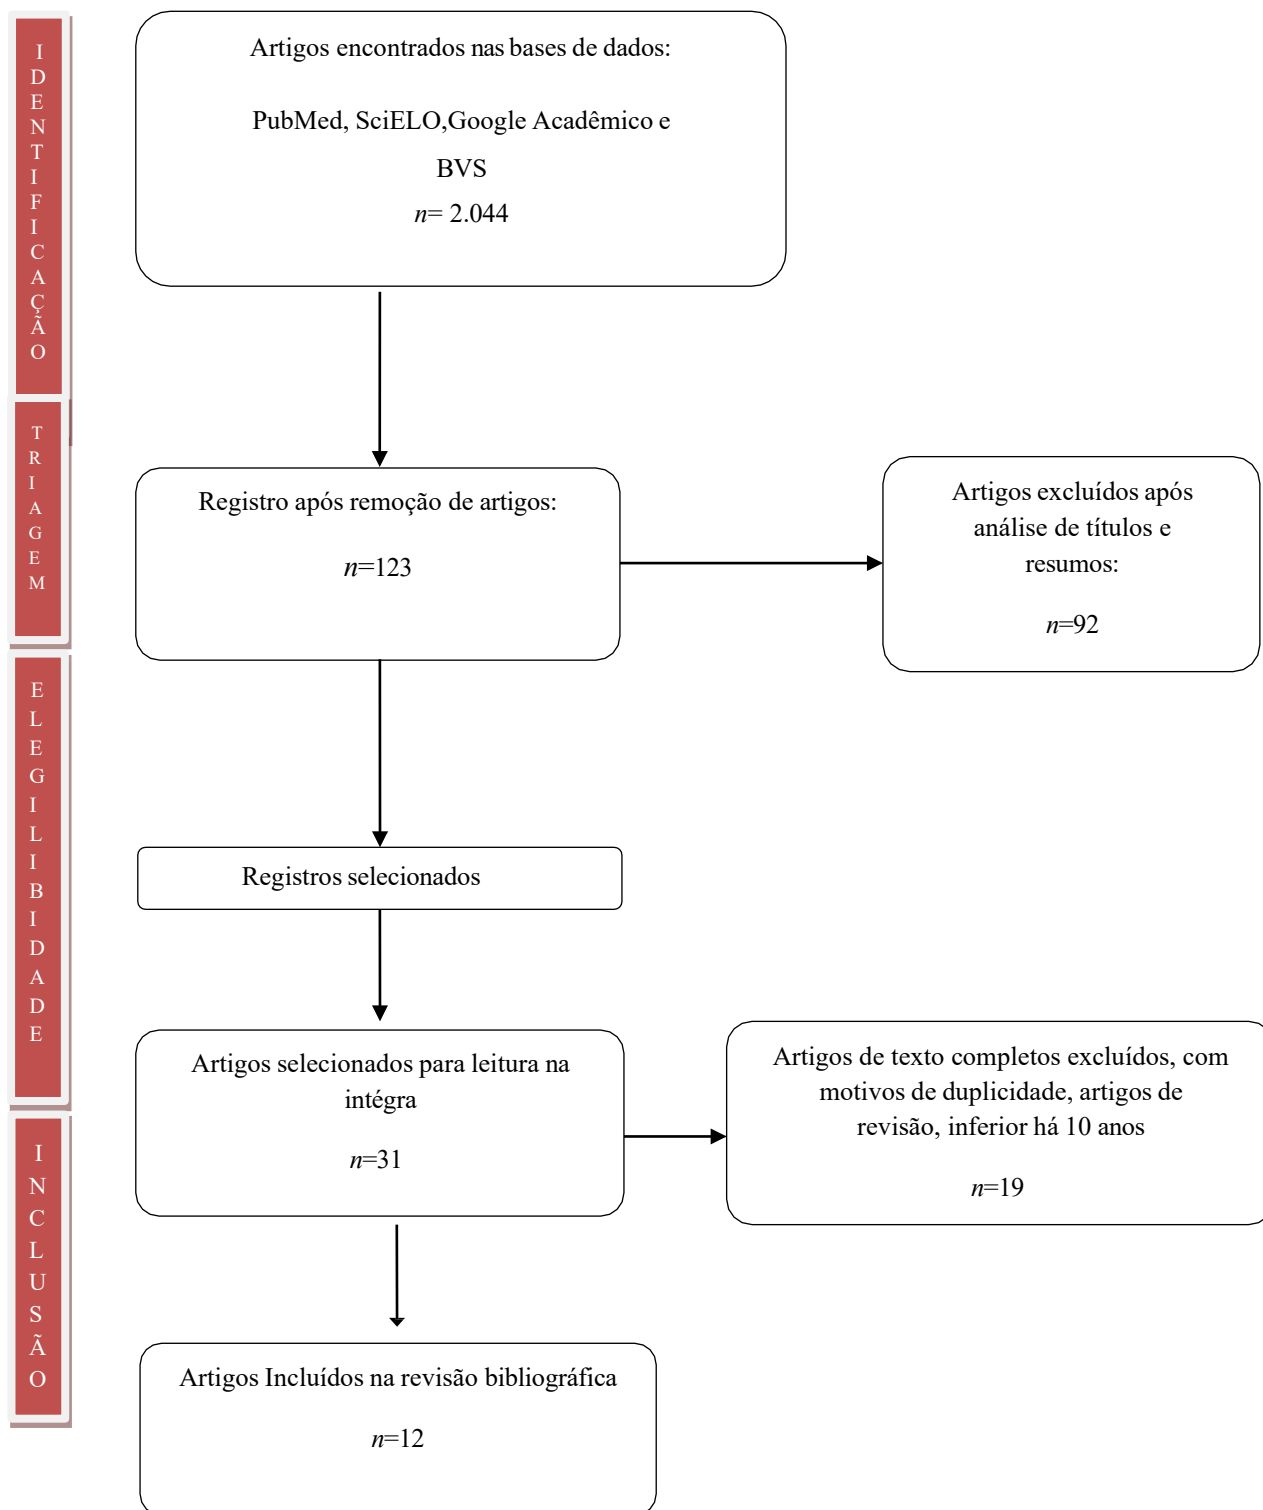 IDENTIFICAÇÃO
Artigos encontrados nas bases de dados:
PubMed, SciELO,Google Acadêmico e
BVS
n= 2.044
TRIAGEM
Registro após remoção de artigos:
n=123
Artigos excluídos após
análise de títulos e
resumos:
n=92
ELEGILIBIDADE
Registros selecionados
Artigos selecionados para leitura na
intégra
n=31
Artigos de texto completos excluídos, com
motivos de duplicidade, artigos de
revisão, inferior há 10 anos
n=19
INCLUSÃO
Artigos Incluídos na revisão bibliográfica
n=12